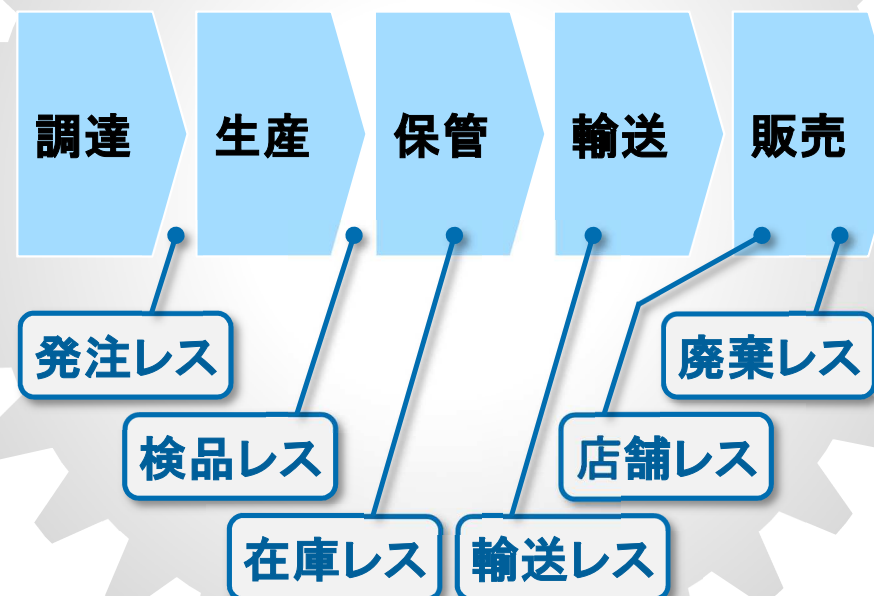 調達
生産
保管
輸送
販売
発注レス
廃棄レス
検品レス
店舗レス
在庫レス
輸送レス